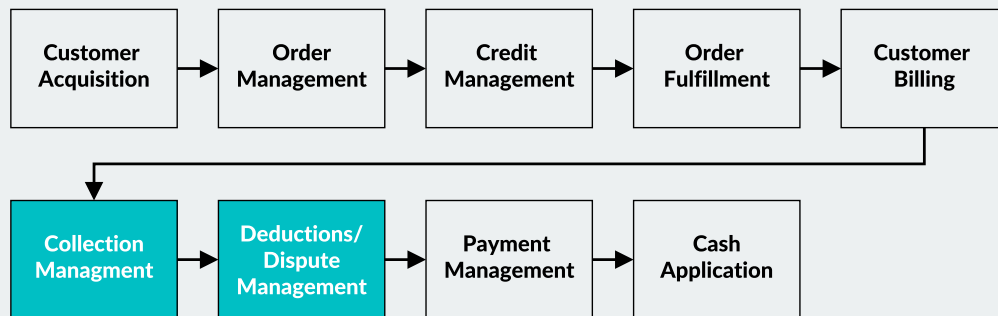 Customer
Acquisition
Order
Management
Credit
Management
Order
Fulfillment
Customer
Billing
Collection
Managment
Deductions/
Dispute
Management
Payment
Management
Cash
Application